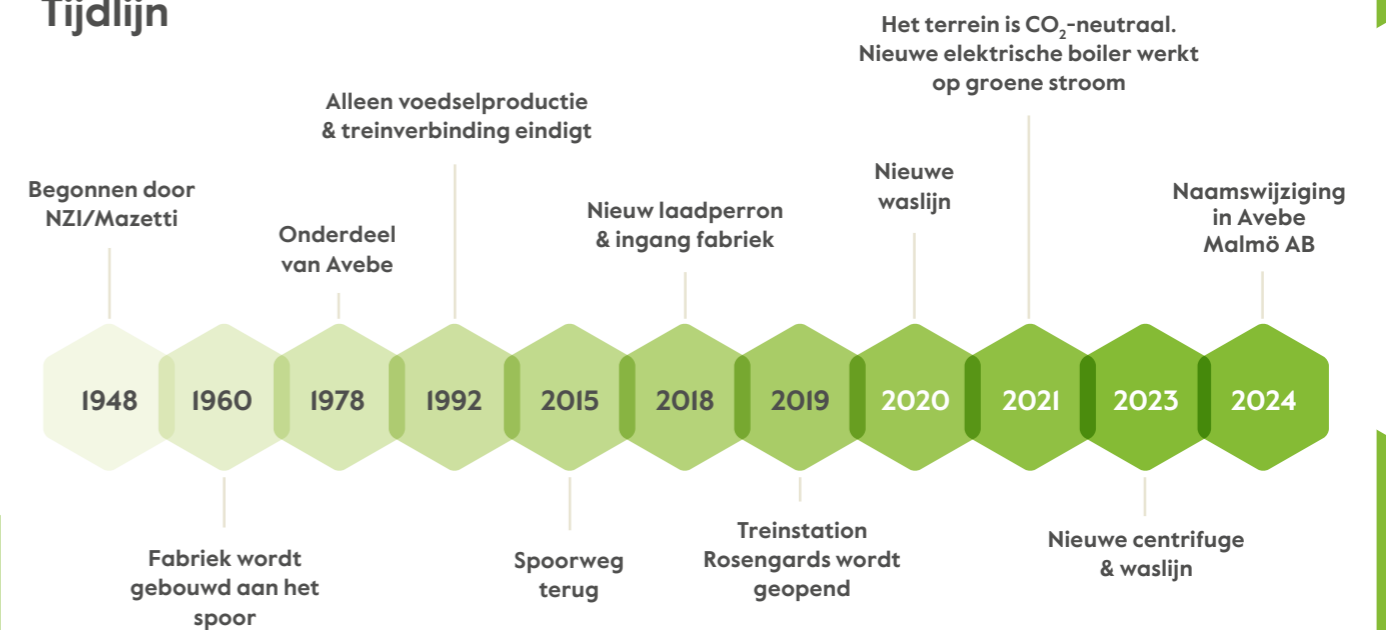 Tijdlijn
Het terrein is CO₂-neutraal.
Nieuwe elektrische boiler werkt
op groene stroom
Alleen voedselproductie
& treinverbinding eindigt
Nieuwe
waslijn
Begonnen door
NZI/Mazetti
Naamswijziging
in Avebe
Malmö AB
Nieuw laadperron
& ingang fabriek
Onderdeel
van Avebe
1948
1960
1978
1992
2015
2018
2019
2020
2021
2023
2024
Fabriek wordt
gebouwd aan het
spoor
Spoorweg
terug
Treinstation
Rosengards wordt
geopend
Nieuwe centrifuge
& waslijn